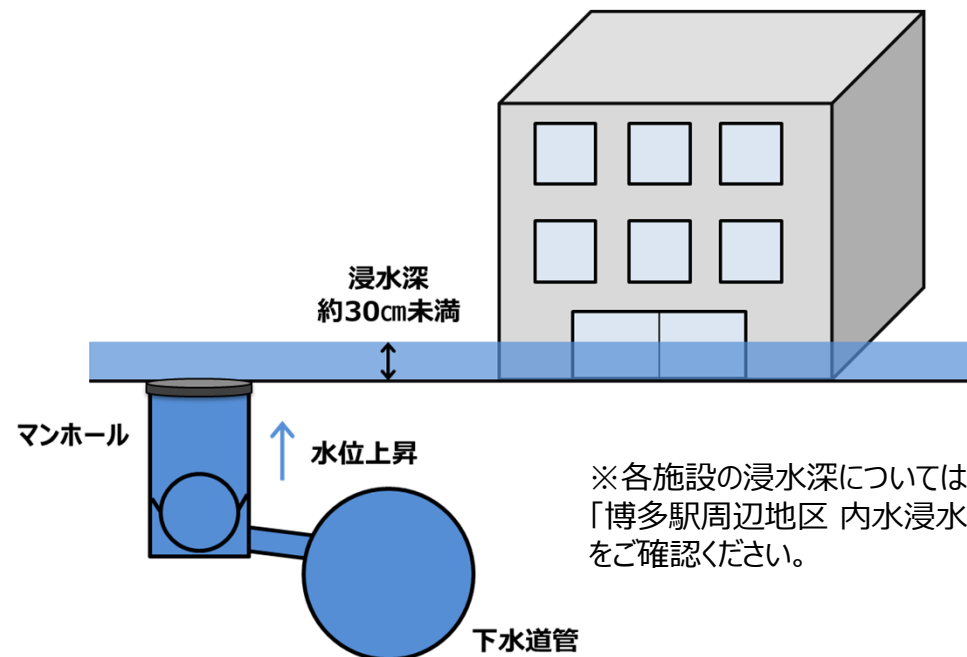 浸水深
約30㎝未満
マンホール
水位上昇
※各施設の浸水深については
「博多駅周辺地区 内水浸水
をご確認ください。
下水道管